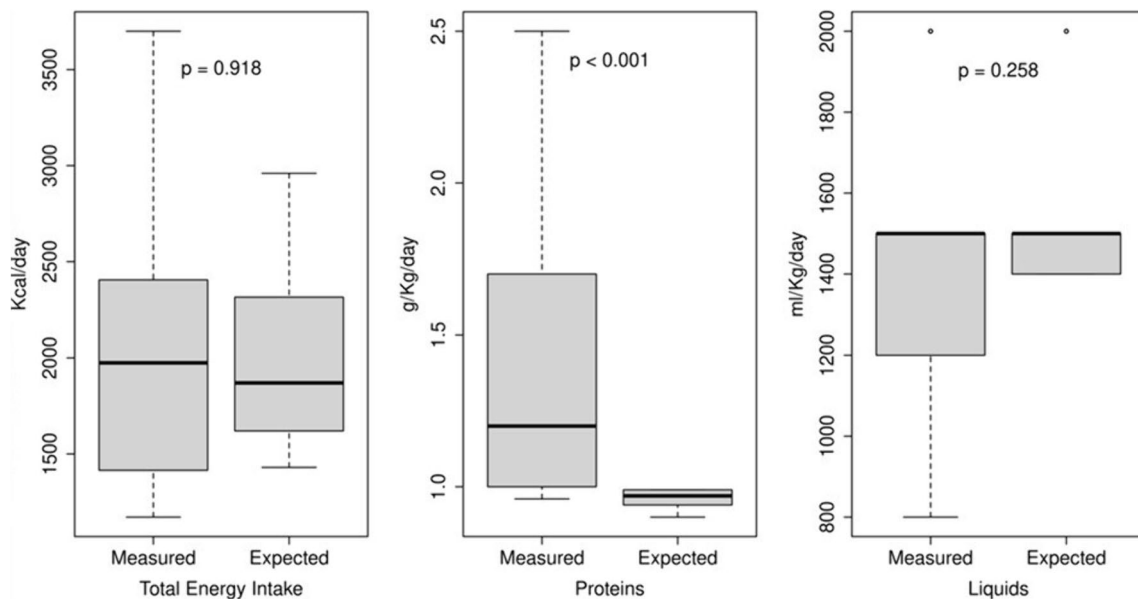 Kcal/day
3500
3000
2500
2000
1500
p = 0.918
Measured Expected
Total Energy Intake
g/Kg/day
2.5
2.0
1.5
1.0
p < 0.001
Measured Expected
Proteins
ml/Kg/day
2000
1800
1600
1400
1200
1000
800
p = 0.258
Measured Expected
Liquids